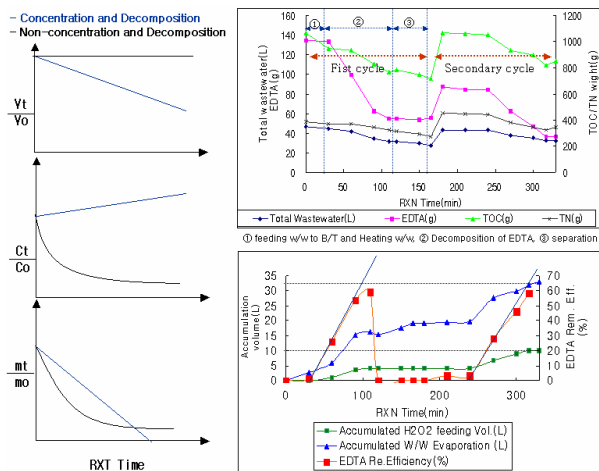 Concentration and Decomposition
Non-concentration and Decomposition
Vt
Vo
Ct
Co
mt
mo
RXT Time
160
140
120
100
80
60
40
20
0
Total wastewater(L)
EDTA(g)
① ② ③
Fist cycle
Secondary cycle
1200
1000
800
600
400
200
0
TOC/TN wight(g)
0 50 100 150 200 250 300
RXN Time(min)
Total Wastewater(L) EDTA(g) TOC(g) TN(g)
① feeding w/w to B/T and Heating w/w, ② Decomposition of EDTA, ③ separation
35
30
25
20
15
10
5
0
Accumulation
volume(L)
70
60
50
40
30
20
10
0
EDTA Rem. Eff.
(%)
0 100 200 300
RXN Time(min)
Accumulated H2O2 feeding Vol.(L)
Accumulated W/W Evaporation (L)
EDTA Re.Efficiency(%)